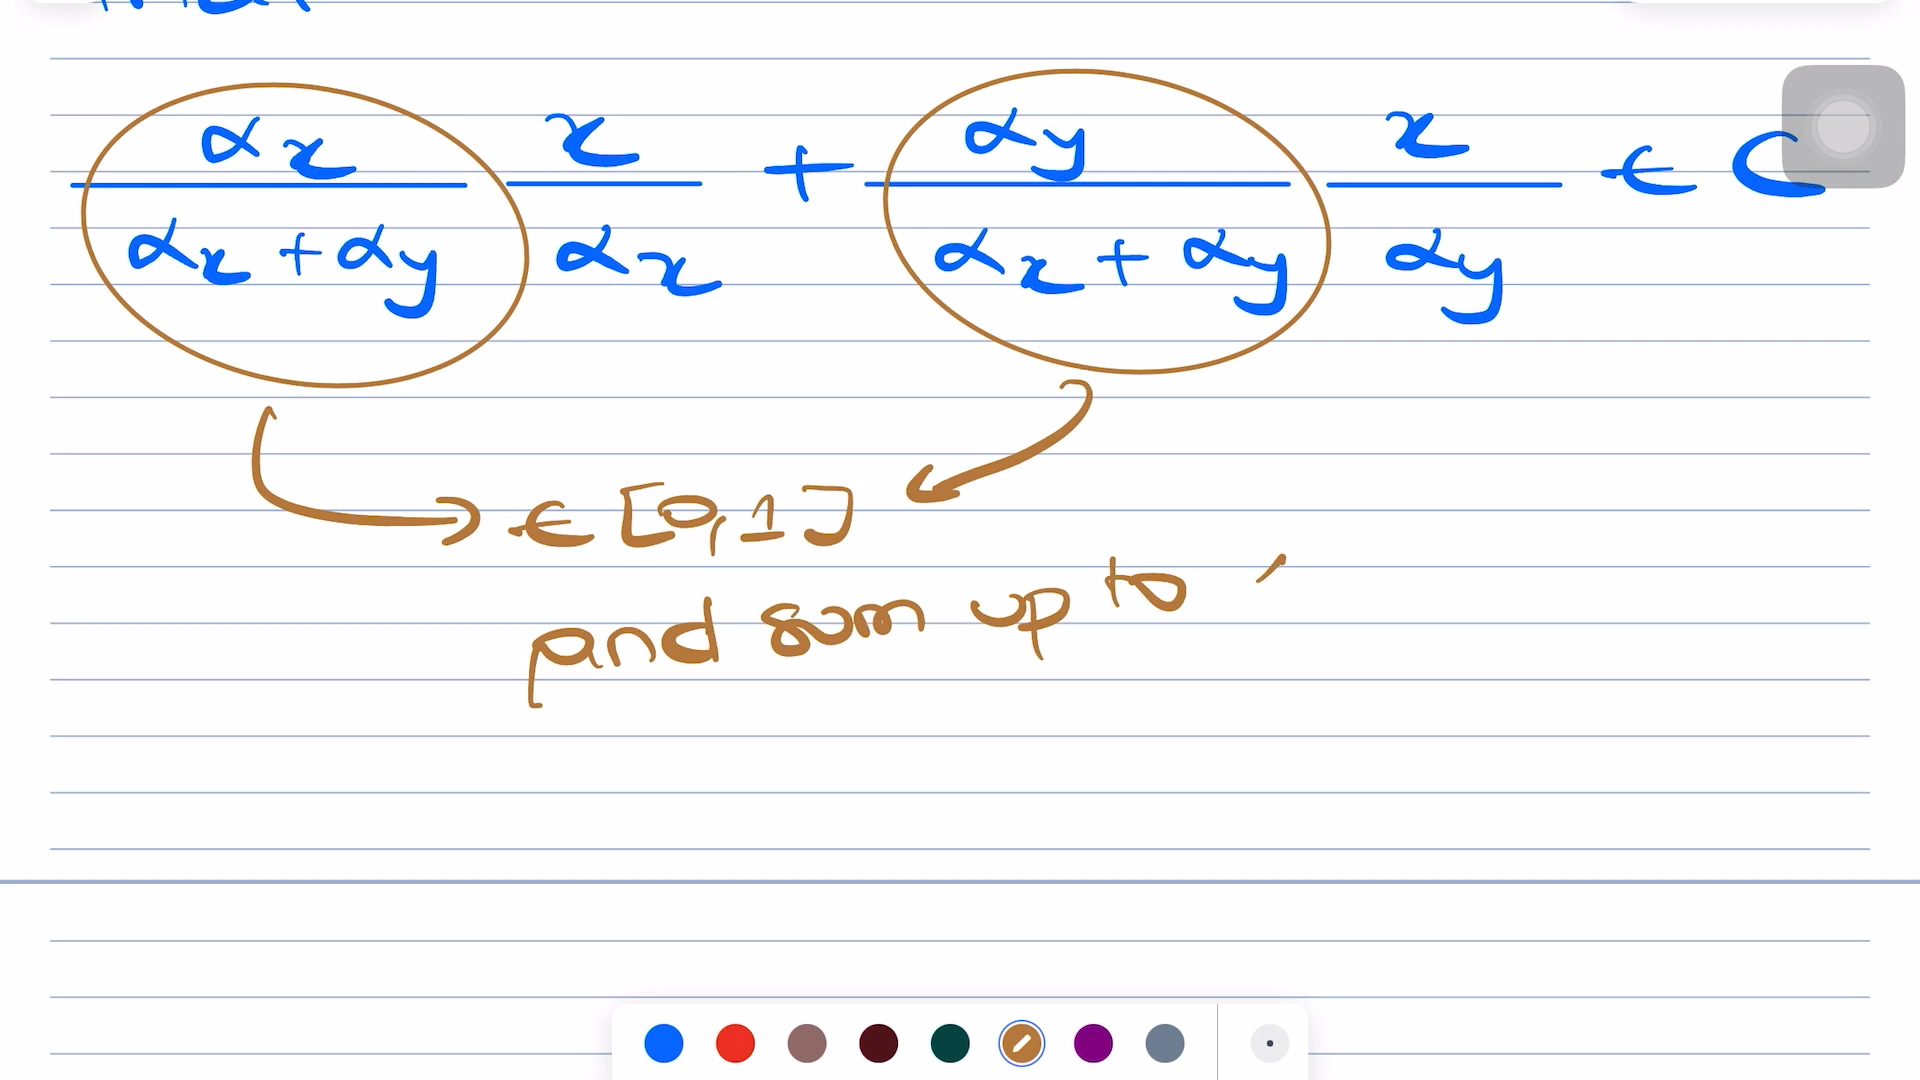 αx / (αx + αy) x / αx + αy / (αx + αy) x / αy ∈ C
∈ [0,1]
and sum up to